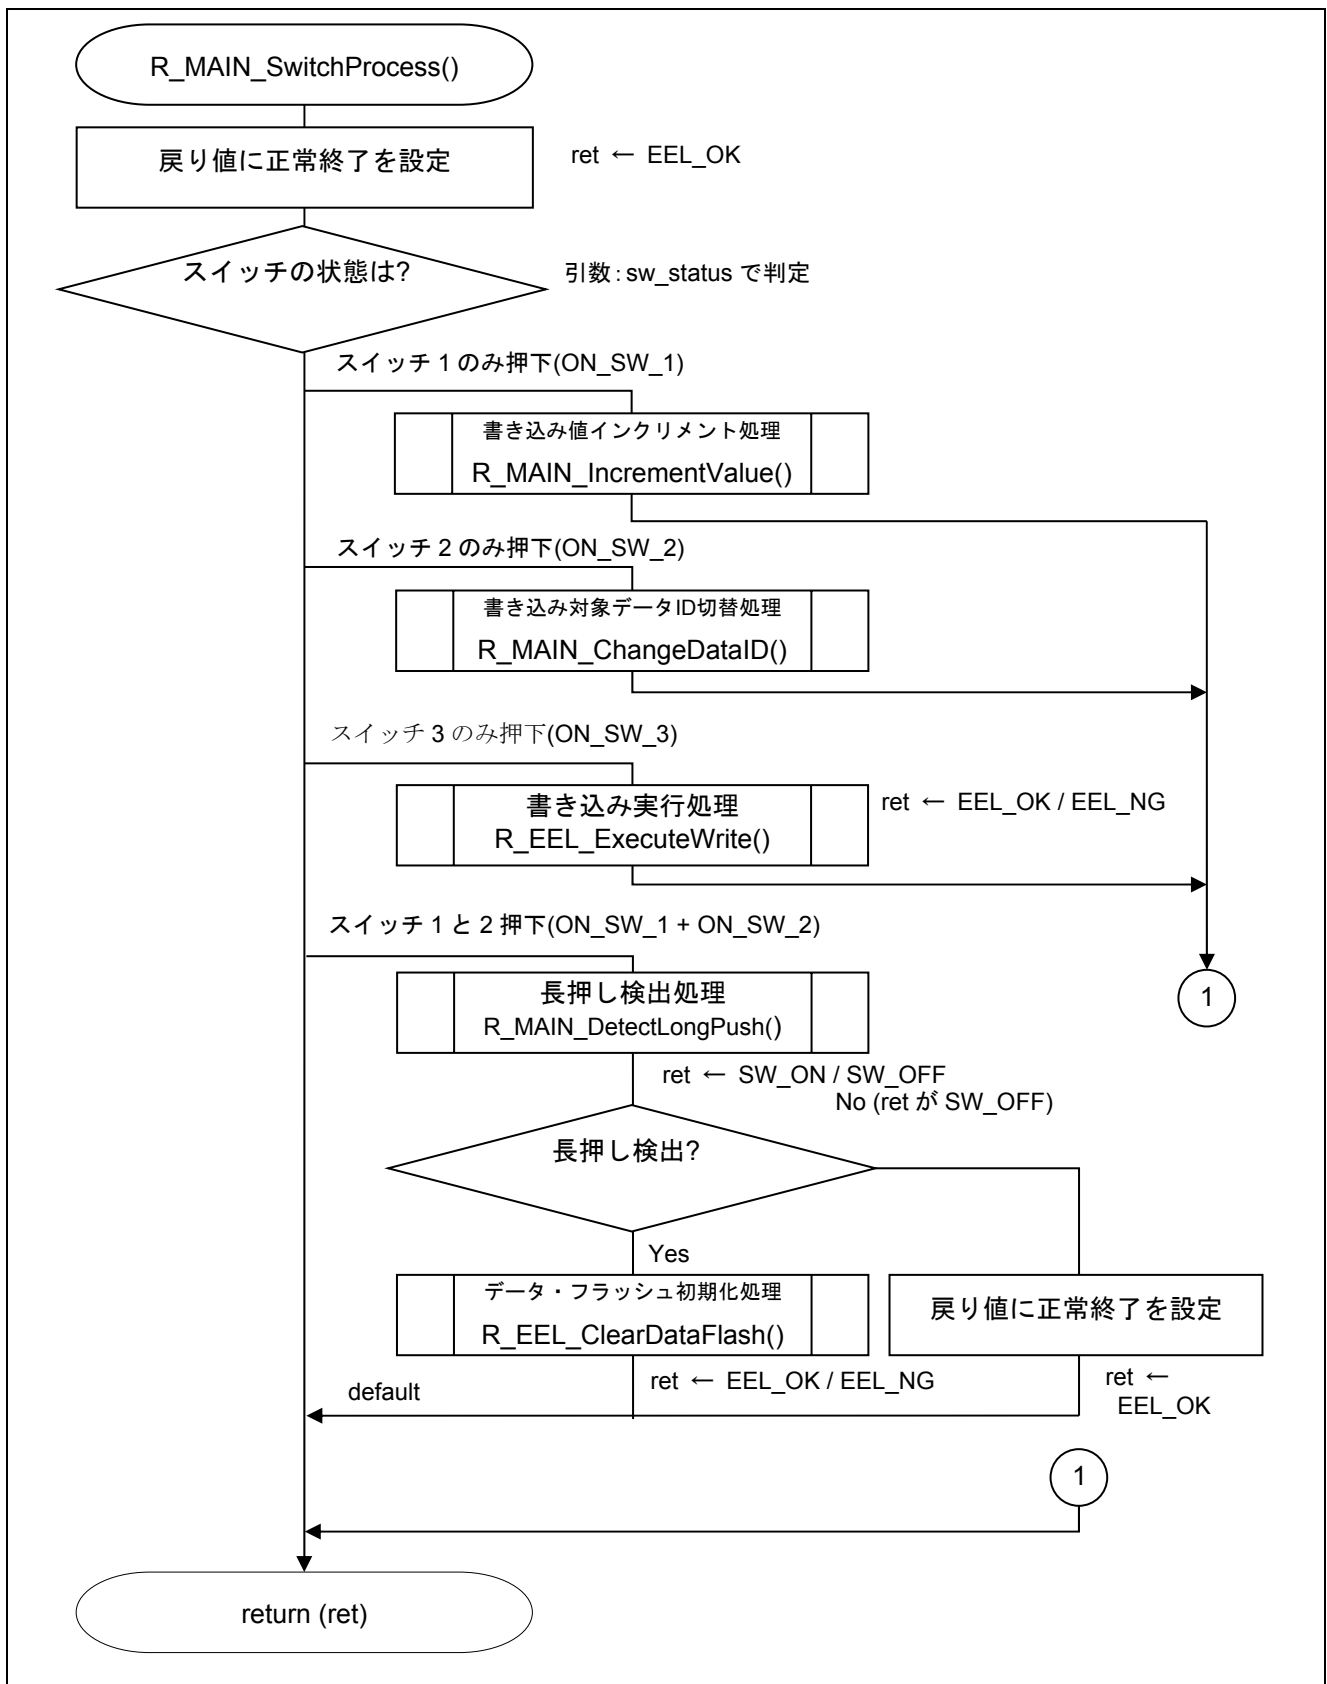 R_MAIN_SwitchProcess()
戻り値に正常終了を設定
ret ← EEL_OK
スイッチの状態は?
引数:sw_status で判定
スイッチ 1 のみ押下(ON_SW_1)
書き込み値インクリメント処理
R_MAIN_IncrementValue()
スイッチ 2 のみ押下(ON_SW_2)
書き込み対象データID切替処理
R_MAIN_ChangeDataID()
スイッチ 3 のみ押下(ON_SW_3)
書き込み実行処理
R_EEL_ExecuteWrite()
ret ← EEL_OK / EEL_NG
スイッチ 1 と 2 押下(ON_SW_1 + ON_SW_2)
長押し検出処理
R_MAIN_DetectLongPush()
1
ret ← SW_ON / SW_OFF
No (ret が SW_OFF)
長押し検出?
Yes
データ・フラッシュ初期化処理
R_EEL_ClearDataFlash()
戻り値に正常終了を設定
ret ← EEL_OK / EEL_NG
ret ←
EEL_OK
default
1
return (ret)